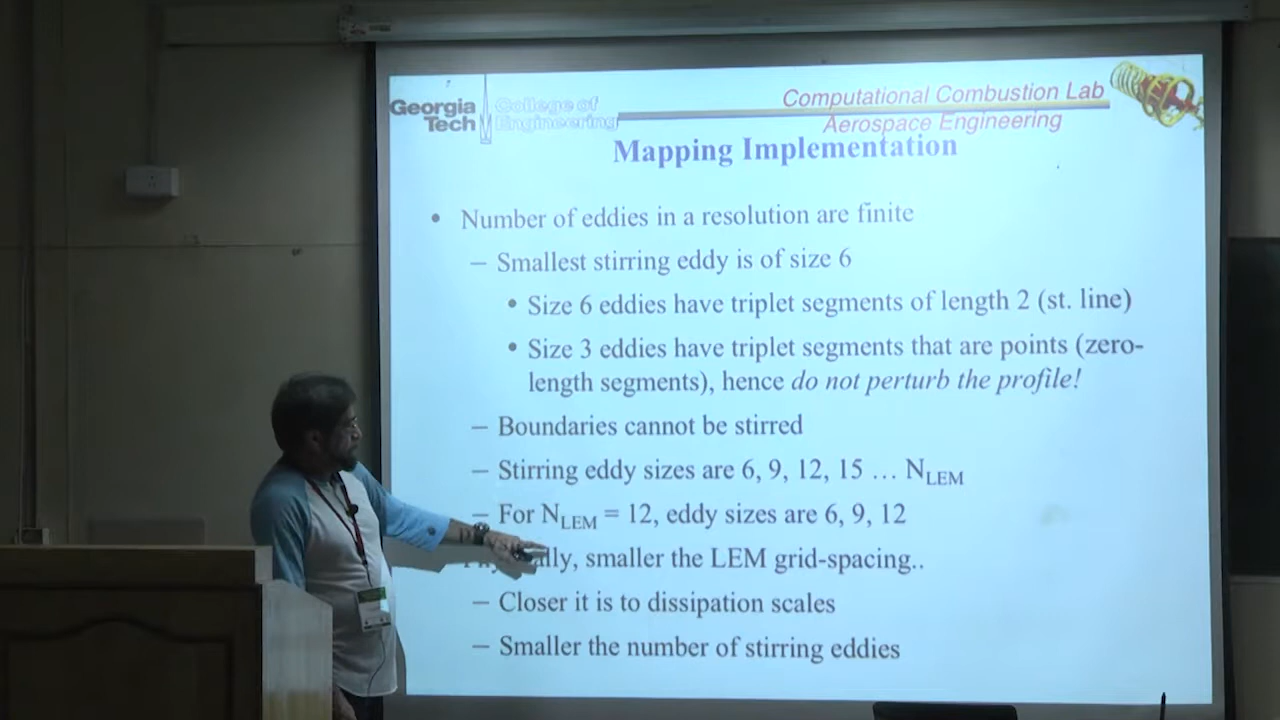 Georgia
Tech
College of
Engineering
Computational Combustion Lab
Aerospace Engineering
Mapping Implementation
• Number of eddies in a resolution are finite
– Smallest stirring eddy is of size 6
• Size 6 eddies have triplet segments of length 2 (st. line)
• Size 3 eddies have triplet segments that are points (zero-
length segments), hence do not perturb the profile!
– Boundaries cannot be stirred
– Stirring eddy sizes are 6, 9, 12, 15 … NLEM
– For NLEM = 12, eddy sizes are 6, 9, 12
smaller the LEM grid-spacing..
– Closer it is to dissipation scales
– Smaller the number of stirring eddies